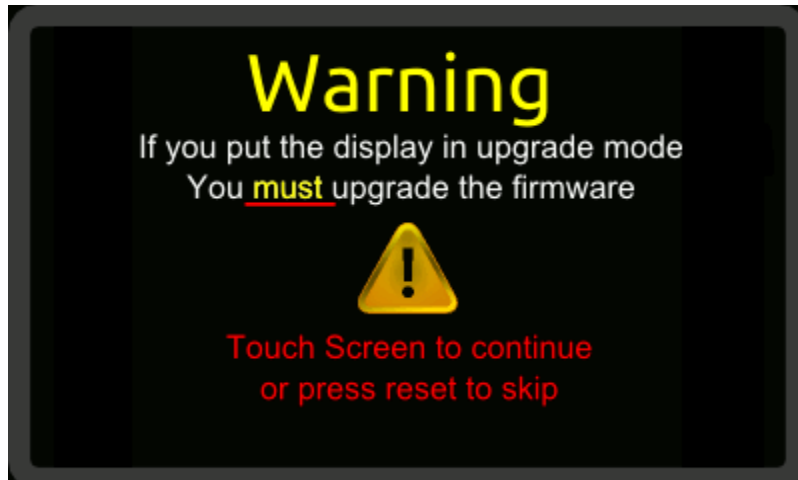 Warning
If you put the display in upgrade mode
You must upgrade the firmware
!
Touch Screen to continue
or press reset to skip